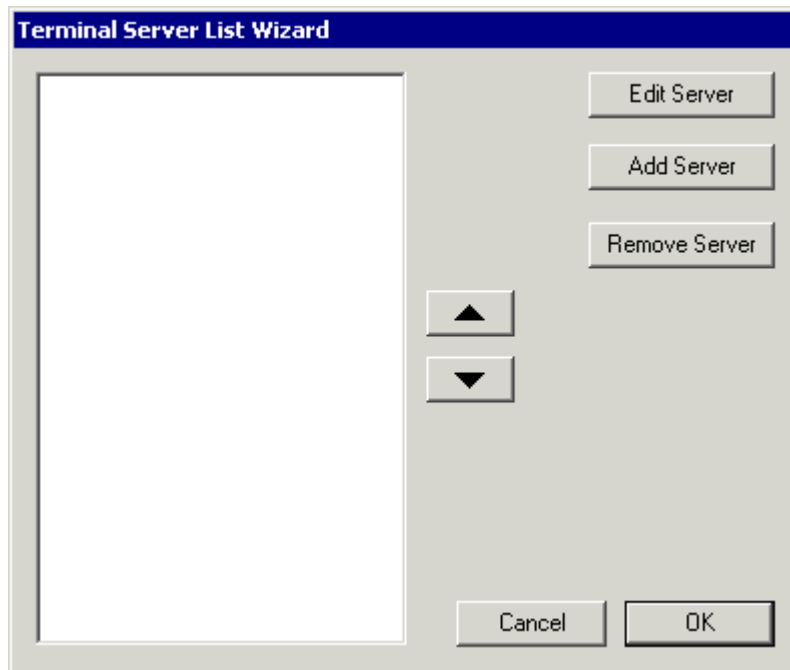 Terminal Server List Wizard
Edit Server
Add Server
Remove Server
Cancel
OK